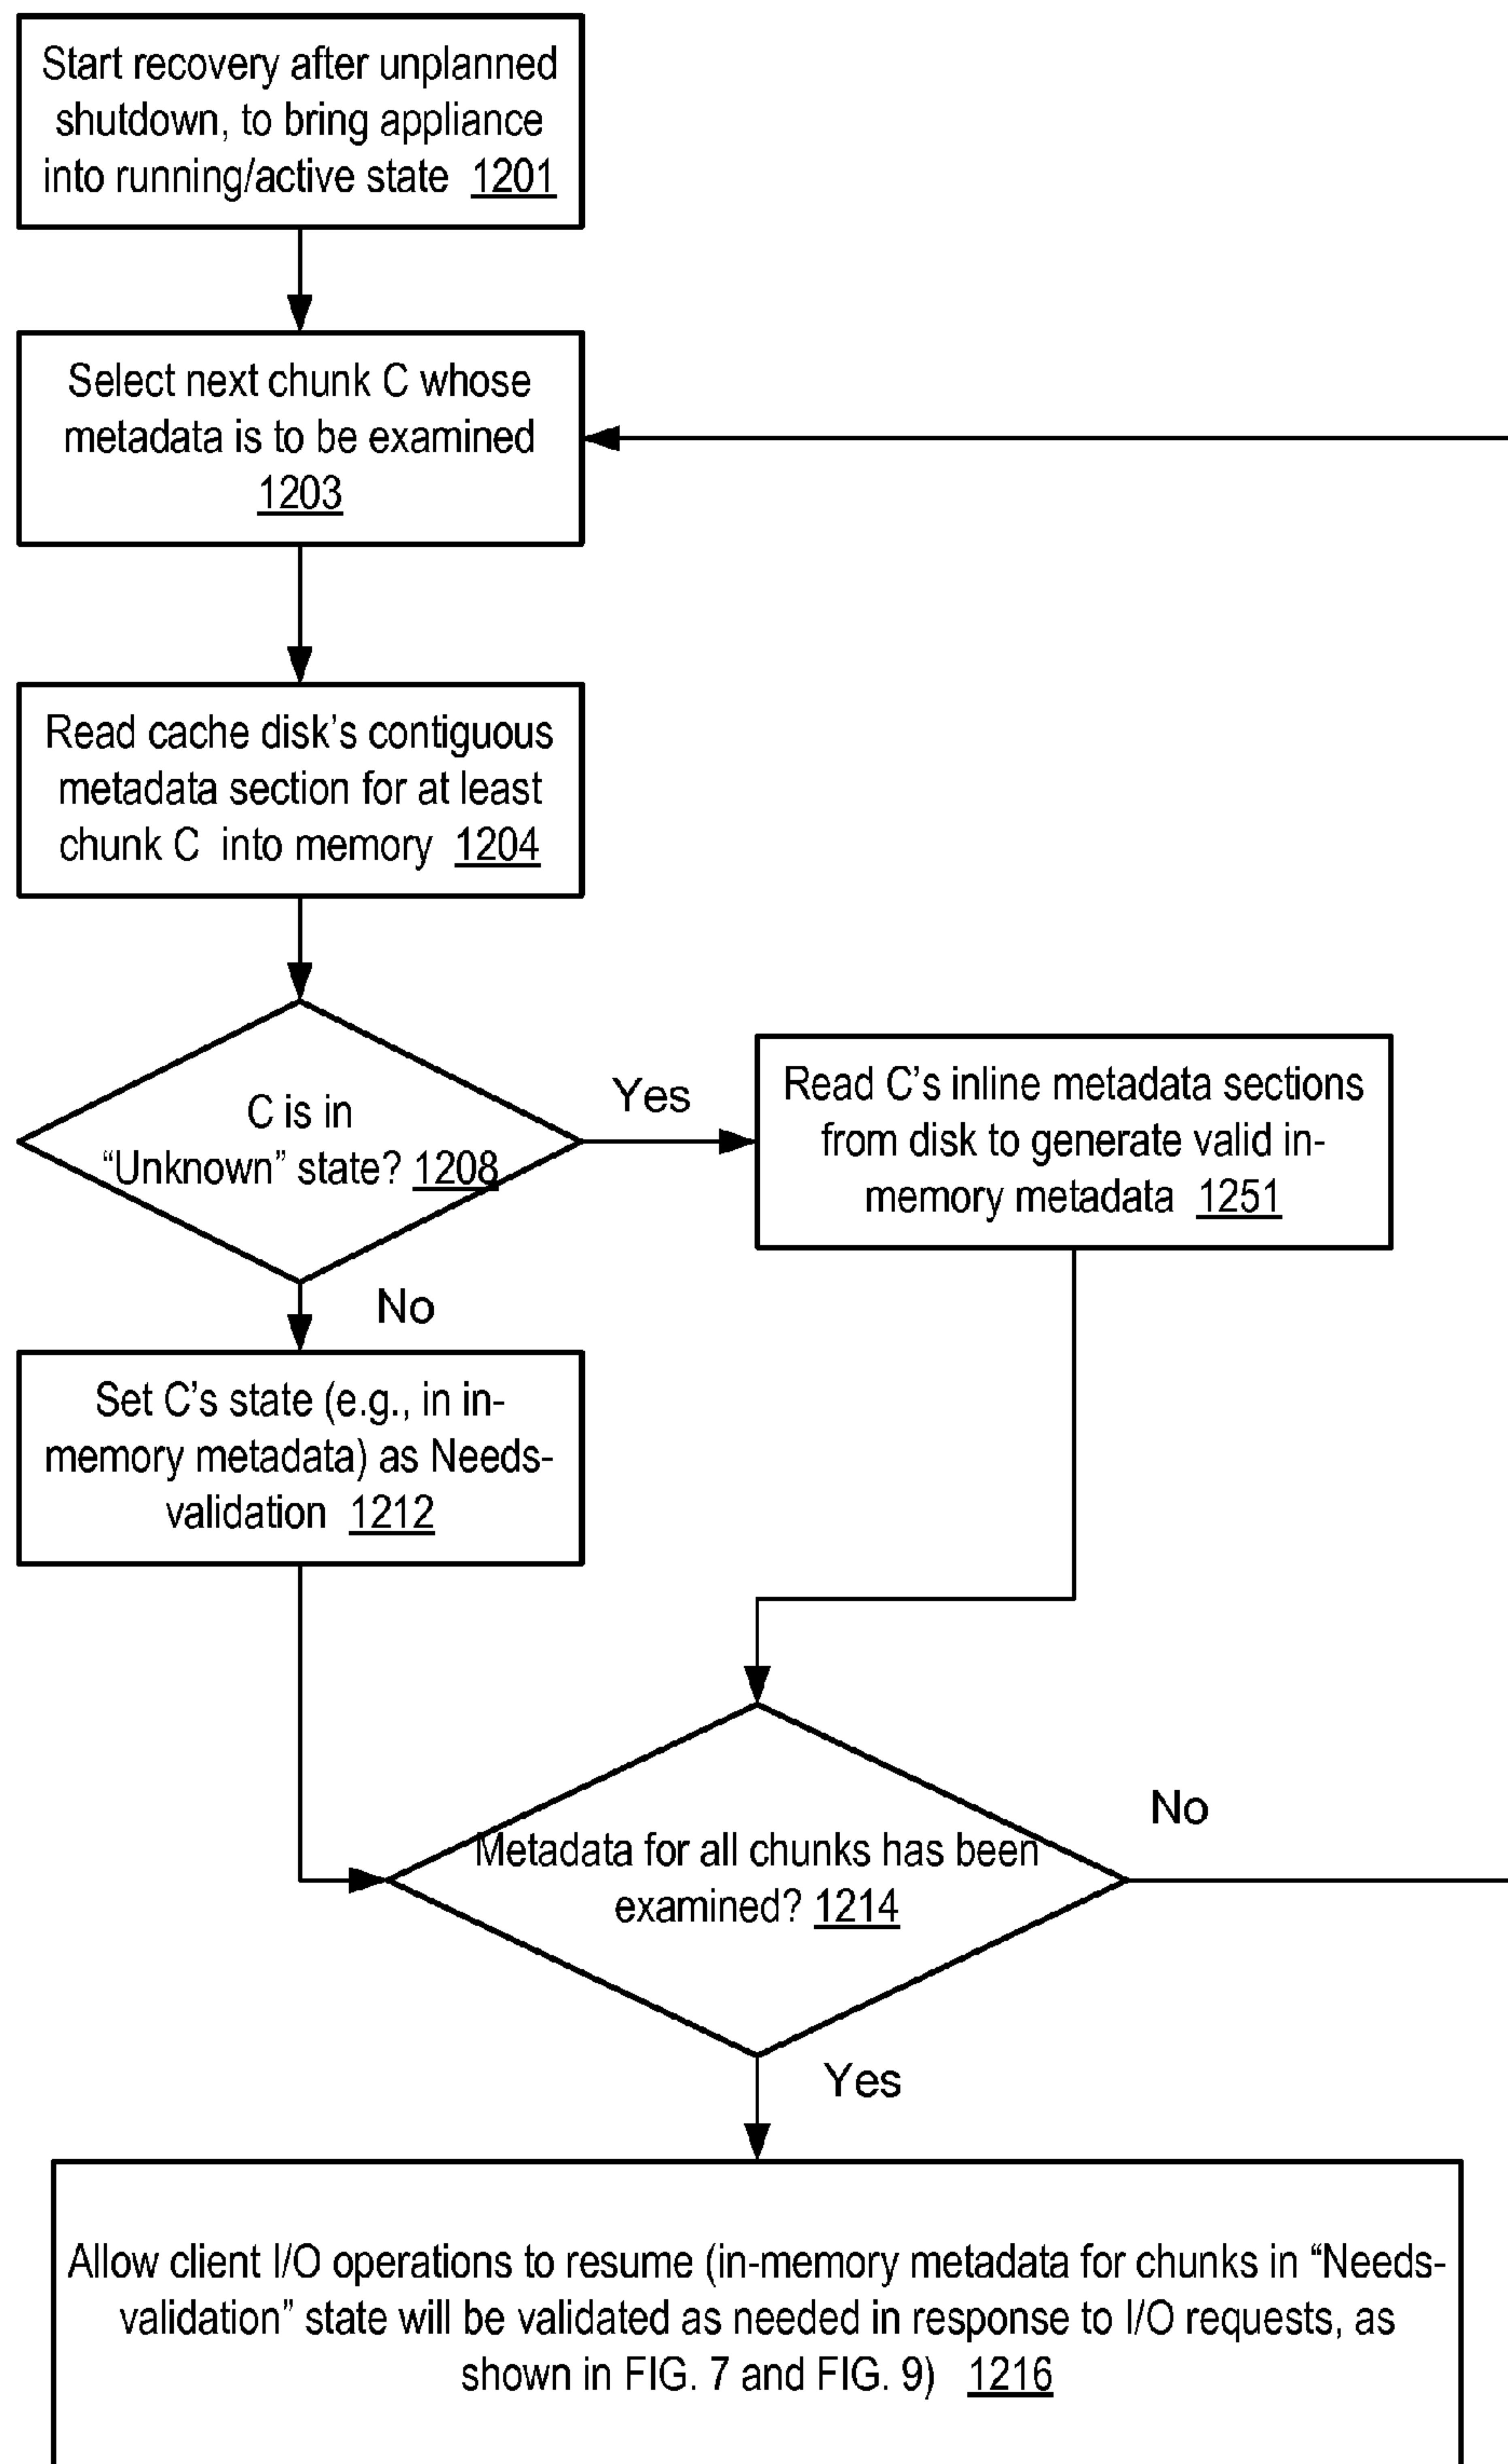 Start recovery after unplanned
shutdown, to bring appliance
into running/active state 1201
Select next chunk C whose
metadata is to be examined
1203
Read cache disk’s contiguous
metadata section for at least
chunk C into memory 1204
C is in
“Unknown” state? 1208
Yes
Read C’s inline metadata sections
from disk to generate valid in-
memory metadata 1251
No
Set C’s state (e.g., in in-
memory metadata) as Needs-
validation 1212
No
Metadata for all chunks has been
examined? 1214
Yes
Allow client I/O operations to resume (in-memory metadata for chunks in “Needs-
validation” state will be validated as needed in response to I/O requests, as
shown in FIG. 7 and FIG. 9) 1216